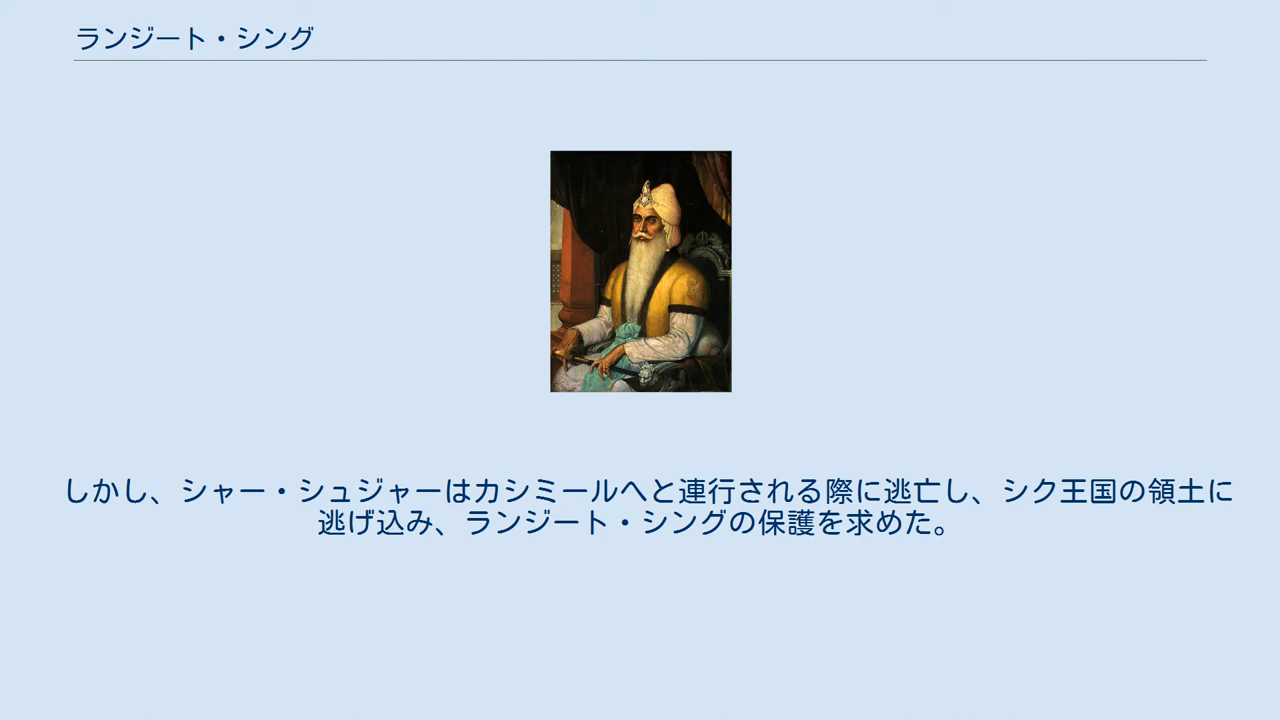 ランジート・シング
しかし、シャー・シュジャーはカシミールへと連行される際に逃亡し、シク王国の領土に
逃げ込み、ランジート・シングの保護を求めた。